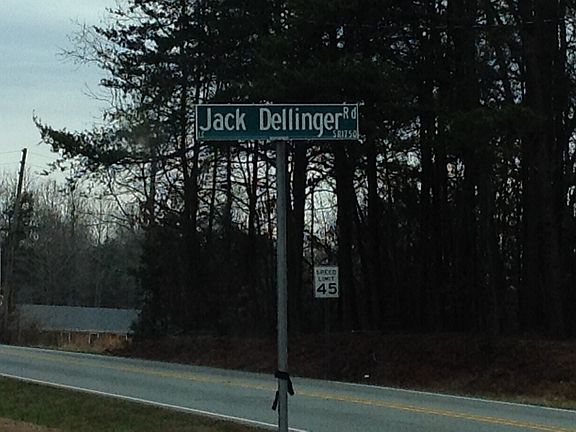 Jack Dellinger Rd
SR1750
SPEED
LIMIT
45